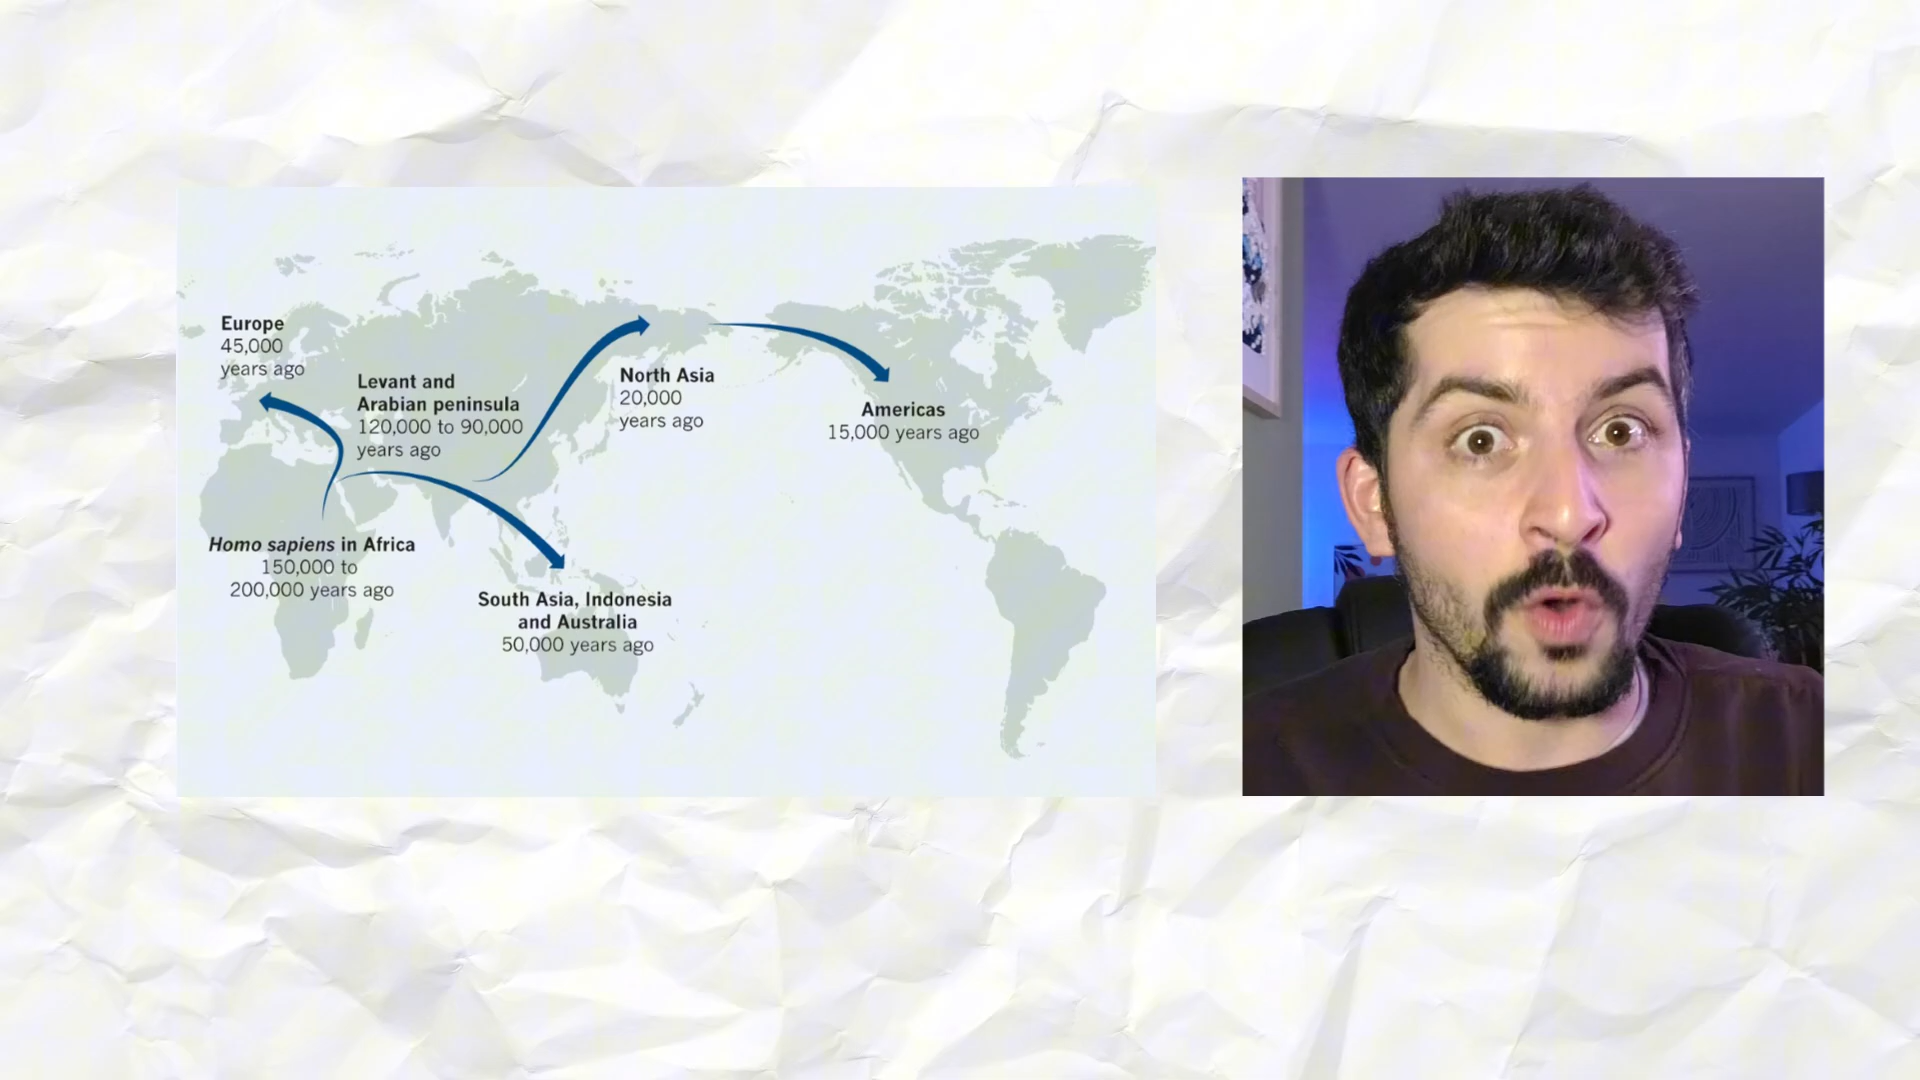 Europe
45,000
years ago
Levant and
Arabian peninsula
120,000 to 90,000
years ago
North Asia
20,000
years ago
Americas
15,000 years ago
Homo sapiens in Africa
150,000 to
200,000 years ago
South Asia, Indonesia
and Australia
50,000 years ago